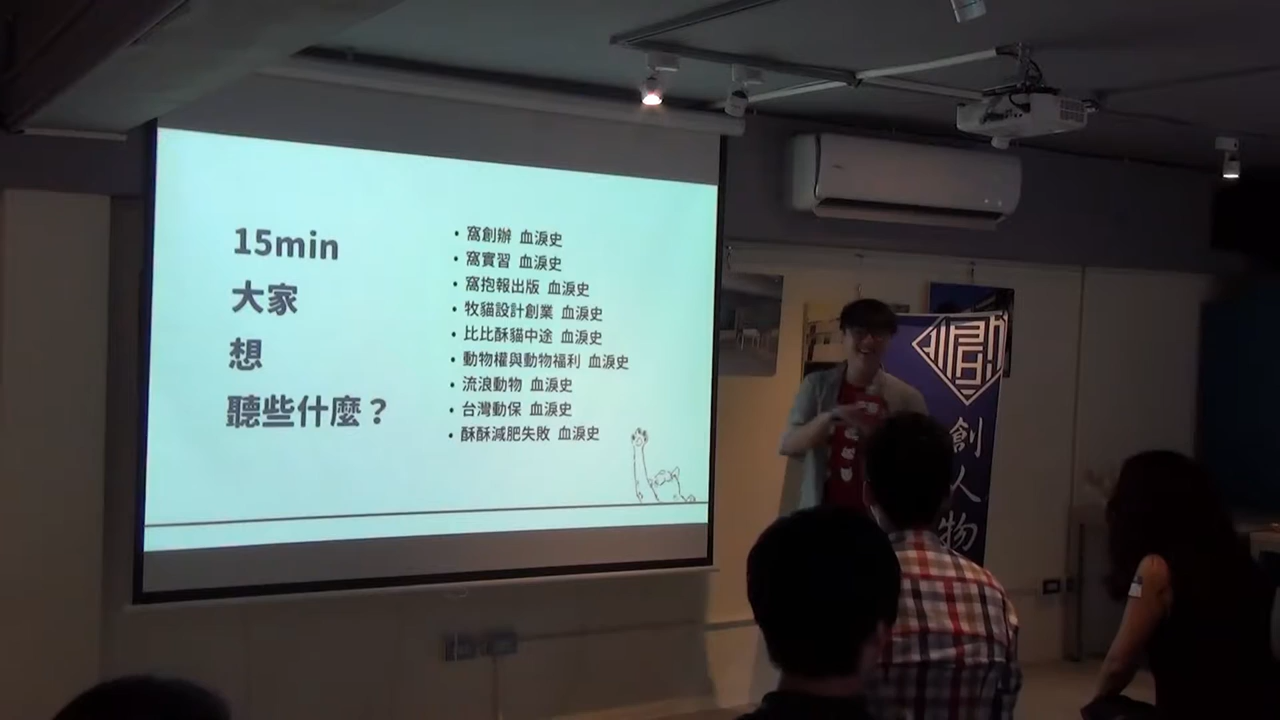 15min
大家
想
聽些什麼？
• 窩創辦 血淚史
• 窩實習 血淚史
• 窩抱報出版 血淚史
• 牧貓設計創業 血淚史
• 比比酥貓中途 血淚史
• 動物權與動物福利 血淚史
• 流浪動物 血淚史
• 台灣動保 血淚史
• 酥酥減肥失敗 血淚史
創
人
物